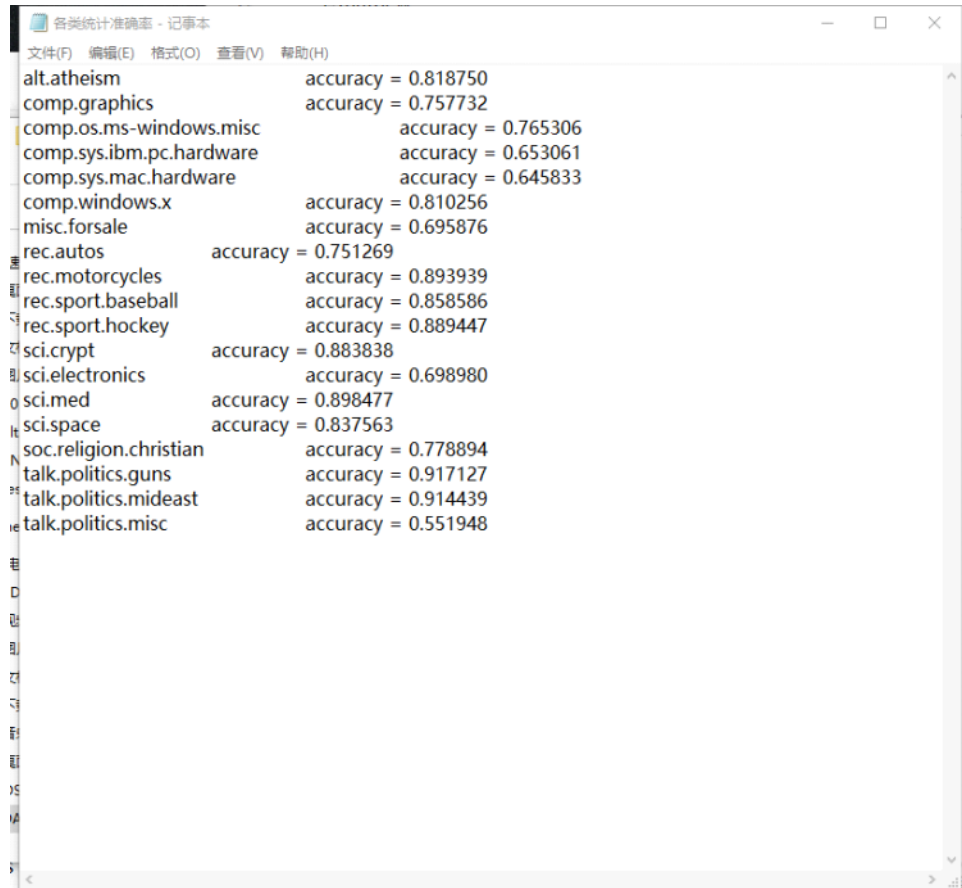 各类统计准确率 - 记事本
文件(F) 编辑(E) 格式(O) 查看(V) 帮助(H)
alt.atheism accuracy = 0.818750
comp.graphics accuracy = 0.757732
comp.os.ms-windows.misc accuracy = 0.765306
comp.sys.ibm.pc.hardware accuracy = 0.653061
comp.sys.mac.hardware accuracy = 0.645833
comp.windows.x accuracy = 0.810256
misc.forsale accuracy = 0.695876
rec.autos accuracy = 0.751269
rec.motorcycles accuracy = 0.893939
rec.sport.baseball accuracy = 0.858586
rec.sport.hockey accuracy = 0.889447
sci.crypt accuracy = 0.883838
sci.electronics accuracy = 0.698980
sci.med accuracy = 0.898477
sci.space accuracy = 0.837563
soc.religion.christian accuracy = 0.778894
talk.politics.guns accuracy = 0.917127
talk.politics.mideast accuracy = 0.914439
talk.politics.misc accuracy = 0.551948